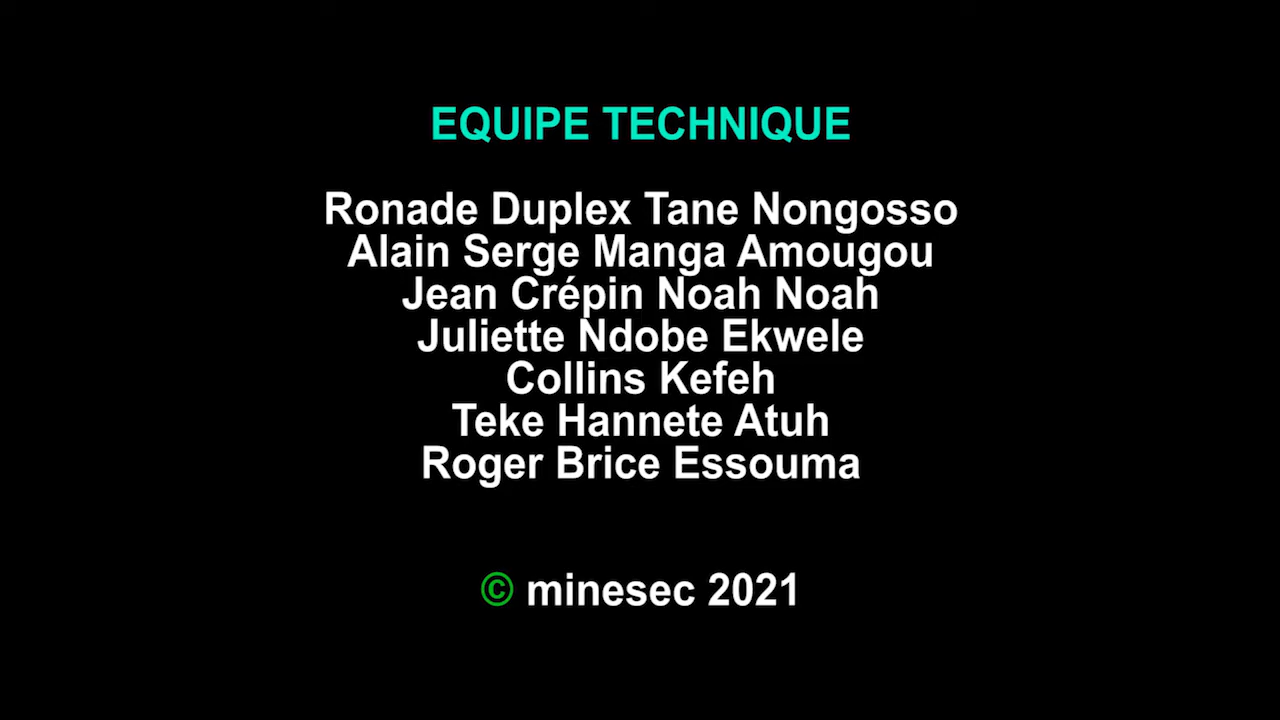 EQUIPE TECHNIQUE
Ronade Duplex Tane Nongosso
Alain Serge Manga Amougou
Jean Crépin Noah Noah
Juliette Ndobe Ekwele
Collins Kefeh
Teke Hannete Atuh
Roger Brice Essouma
© minesec 2021